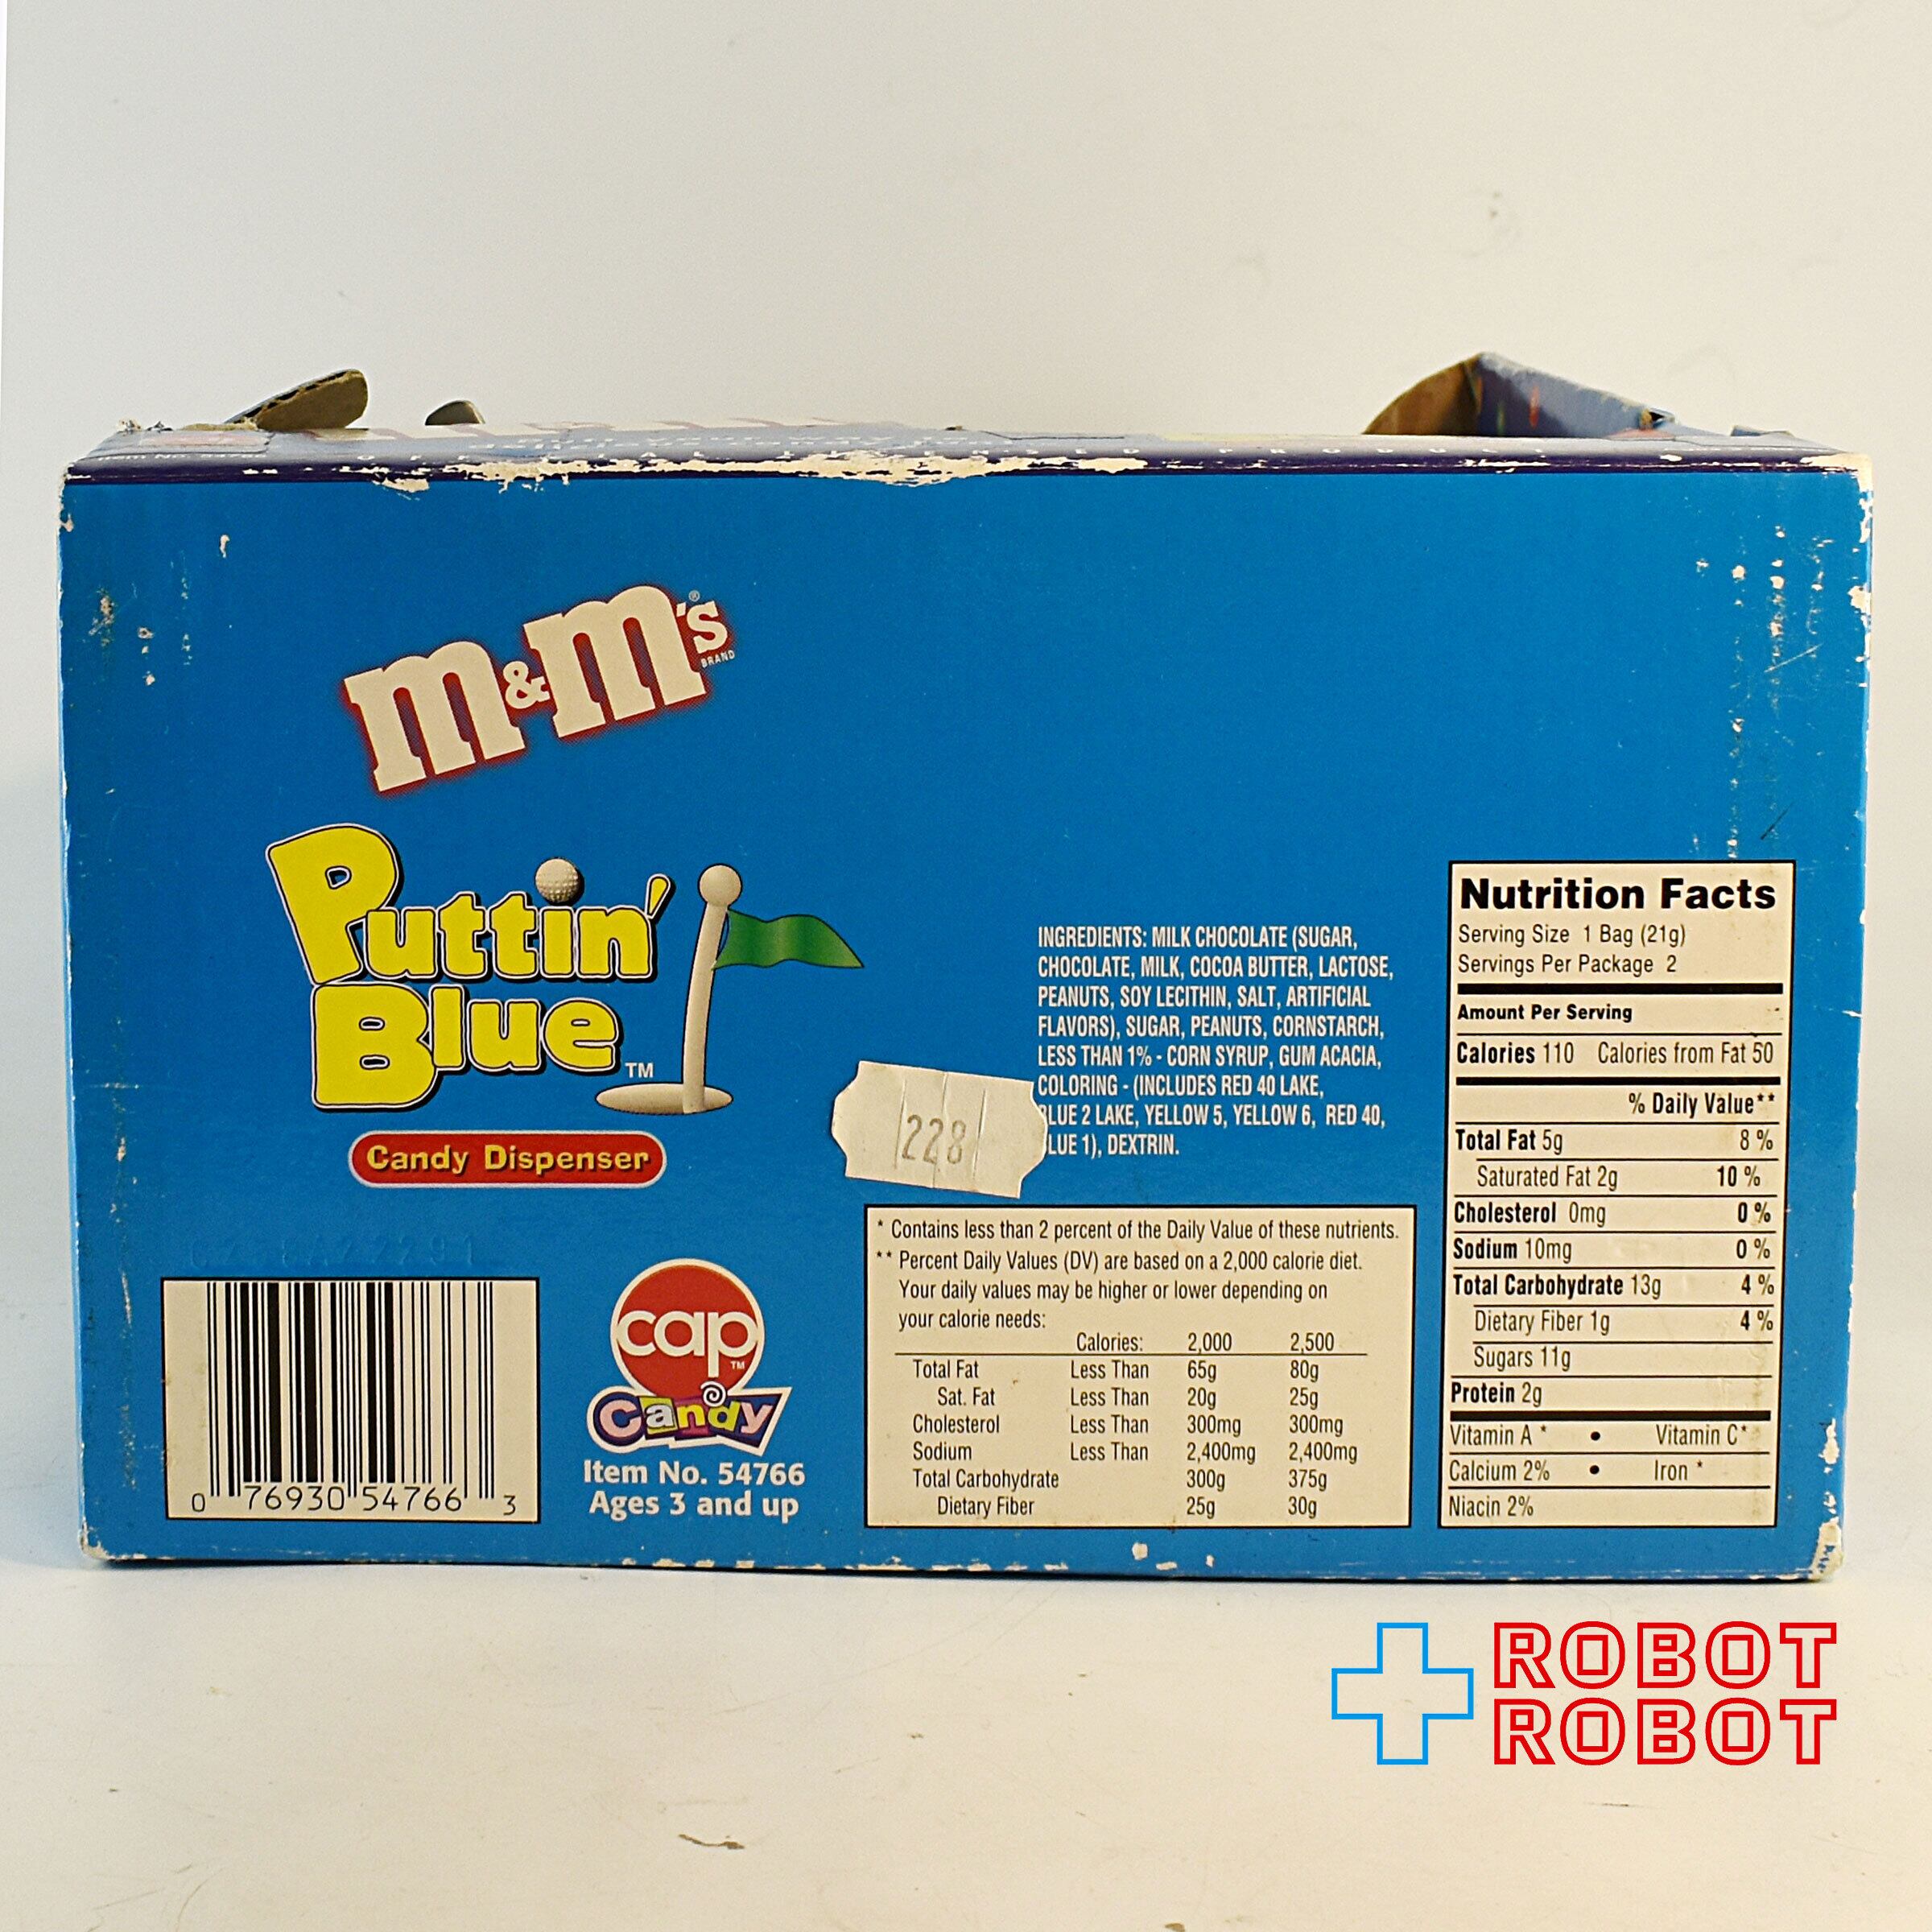 OFFICIAL LICENSED PRODUCT
m&m's®
BRAND
Puttin'
Blue™
Candy Dispenser
INGREDIENTS: MILK CHOCOLATE (SUGAR,
CHOCOLATE, MILK, COCOA BUTTER, LACTOSE,
PEANUTS, SOY LECITHIN, SALT, ARTIFICIAL
FLAVORS), SUGAR, PEANUTS, CORNSTARCH,
LESS THAN 1% - CORN SYRUP, GUM ACACIA,
COLORING - (INCLUDES RED 40 LAKE,
BLUE 2 LAKE, YELLOW 5, YELLOW 6, RED 40,
BLUE 1), DEXTRIN.
228
0 76930 54766 3
cap™
Candy
Item No. 54766
Ages 3 and up
* Contains less than 2 percent of the Daily Value of these nutrients.
** Percent Daily Values (DV) are based on a 2,000 calorie diet.
Your daily values may be higher or lower depending on
your calorie needs:
Calories: 2,000 2,500
Total Fat Less Than 65g 80g
Sat. Fat Less Than 20g 25g
Cholesterol Less Than 300mg 300mg
Sodium Less Than 2,400mg 2,400mg
Total Carbohydrate 300g 375g
Dietary Fiber 25g 30g
Nutrition Facts
Serving Size 1 Bag (21g)
Servings Per Package 2
Amount Per Serving
Calories 110 Calories from Fat 50
% Daily Value**
Total Fat 5g 8 %
Saturated Fat 2g 10 %
Cholesterol 0mg 0 %
Sodium 10mg 0 %
Total Carbohydrate 13g 4 %
Dietary Fiber 1g 4 %
Sugars 11g
Protein 2g
Vitamin A * • Vitamin C*
Calcium 2% • Iron *
Niacin 2%
ROBOT
ROBOT